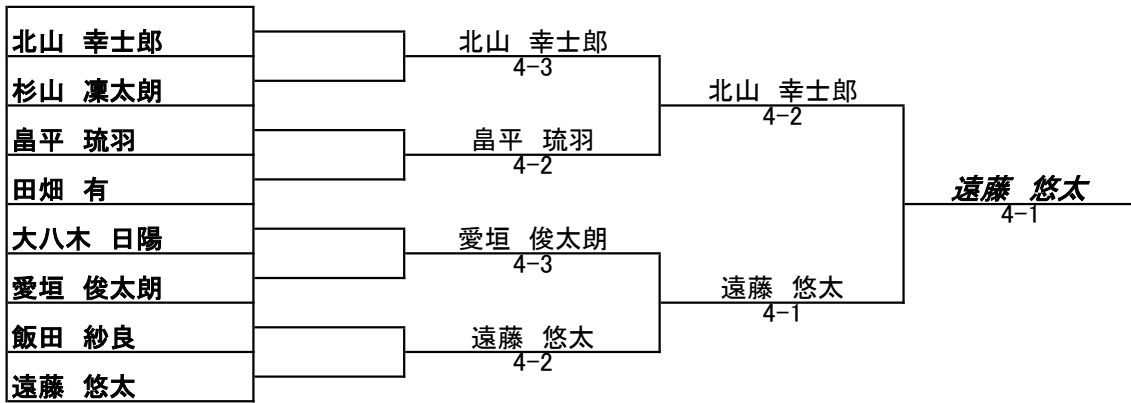 北山　幸士郎
杉山　凜太朗
畠平　琉羽
田畑　有
大八木　日陽
愛垣　俊太朗
飯田　紗良
遠藤　悠太
北山　幸士郎
4-3
畠平　琉羽
4-2
愛垣　俊太朗
4-3
遠藤　悠太
4-2
北山　幸士郎
4-2
遠藤　悠太
4-1
遠藤　悠太
4-1